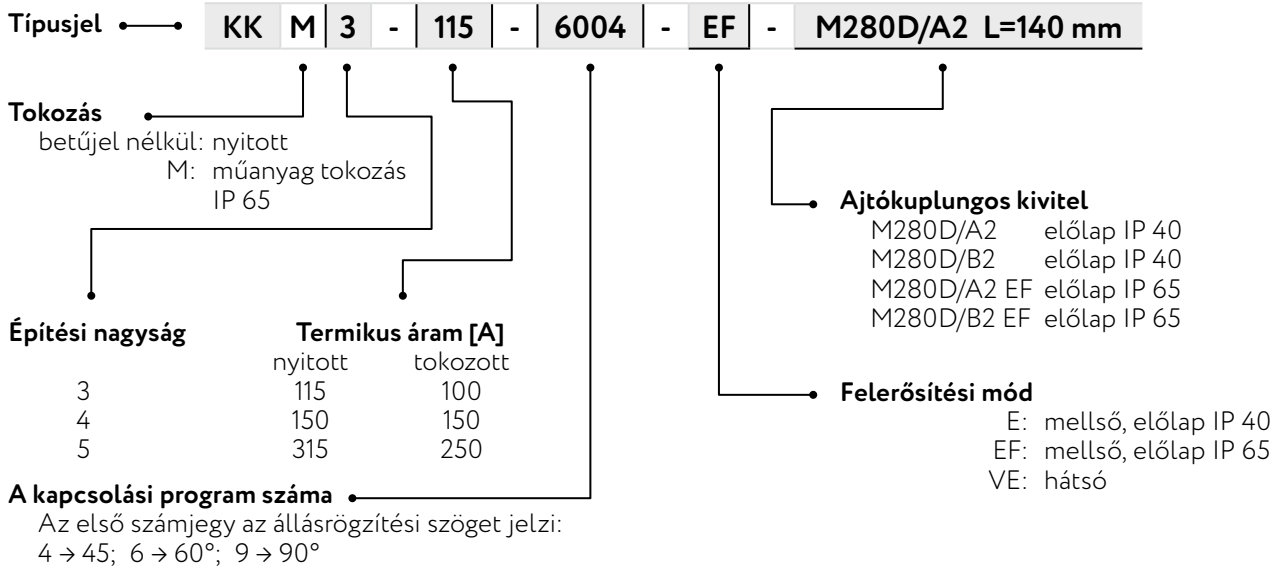 Típusjel KK M 3 - 115 - 6004 - EF - M280D/A2 L=140 mm
Tokozás
betűjel nélkül: nyitott
M: műanyag tokozás
IP 65
Építési nagyság
3
4
5
Termikus áram [A]
nyitott tokozott
115 100
150 150
315 250
A kapcsolási program száma
Az első számjegy az állásrögzítési szöget jelzi:
4 → 45; 6 → 60°; 9 → 90°
Ajtókuplungos kivitel
M280D/A2 előlap IP 40
M280D/B2 előlap IP 40
M280D/A2 EF előlap IP 65
M280D/B2 EF előlap IP 65
Felerősítési mód
E: mellső, előlap IP 40
EF: mellső, előlap IP 65
VE: hátsó